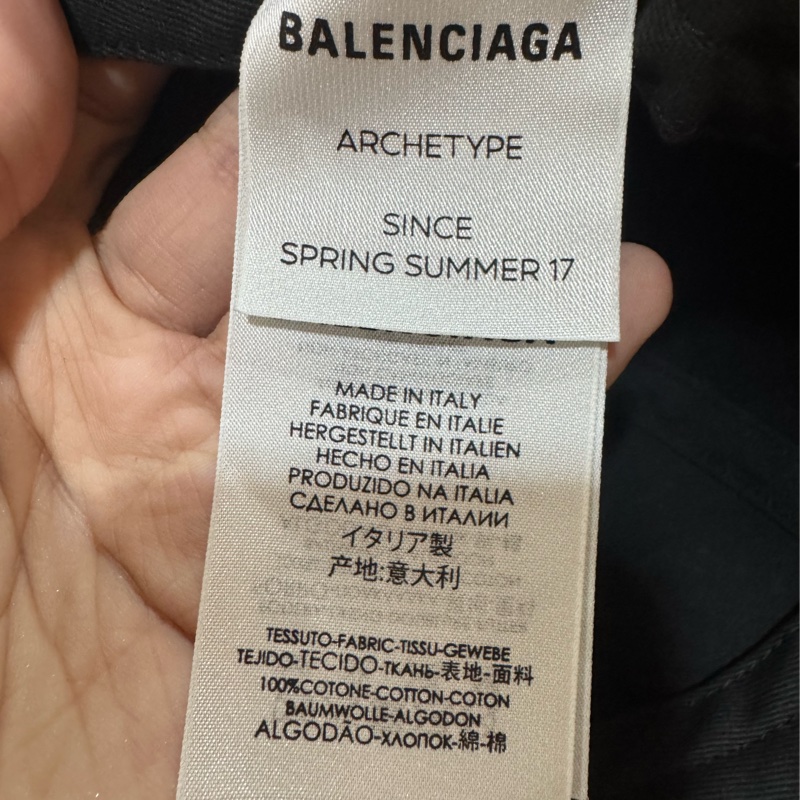 BALENCIAGA
ARCHETYPE
SINCE
SPRING SUMMER 17
MADE IN ITALY
FABRIQUE EN ITALIE
HERGESTELLT IN ITALIEN
HECHO EN ITALIA
PRODUZIDO NA ITALIA
СДЕЛАНО В ИТАЛИИ
イタリア製
产地:意大利
TESSUTO-FABRIC-TISSU-GEWEBE
TEJIDO-TECIDO-ТКАНЬ-表地-面料
100%COTONE-COTTON-COTON
BAUMWOLLE-ALGODON
ALGODÃO-ХЛОПОК-綿-棉